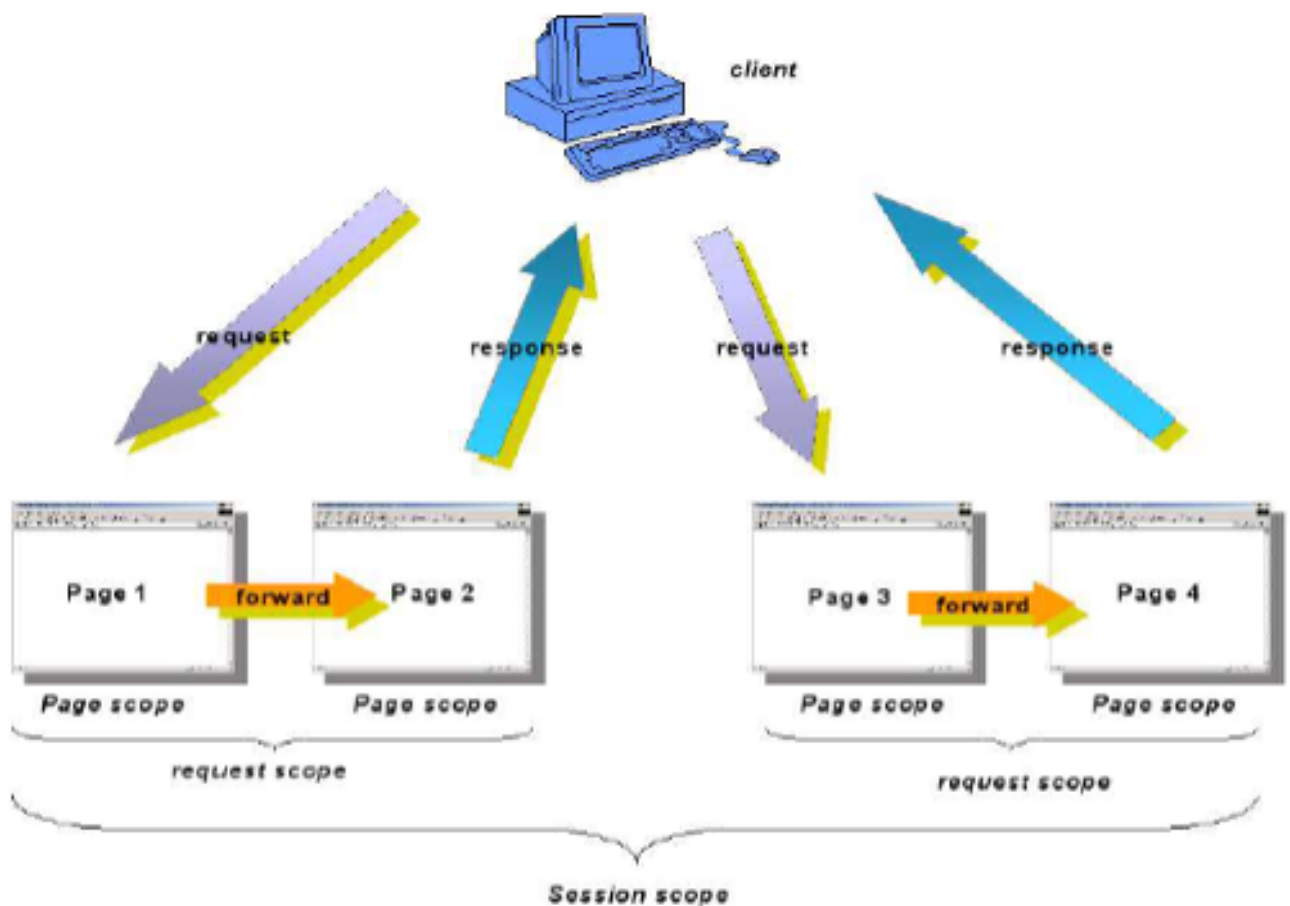 client
request
response
request
response
Page 1
forward
Page 2
Page 3
forward
Page 4
Page scope
Page scope
Page scope
Page scope
request scope
request scope
Session scope